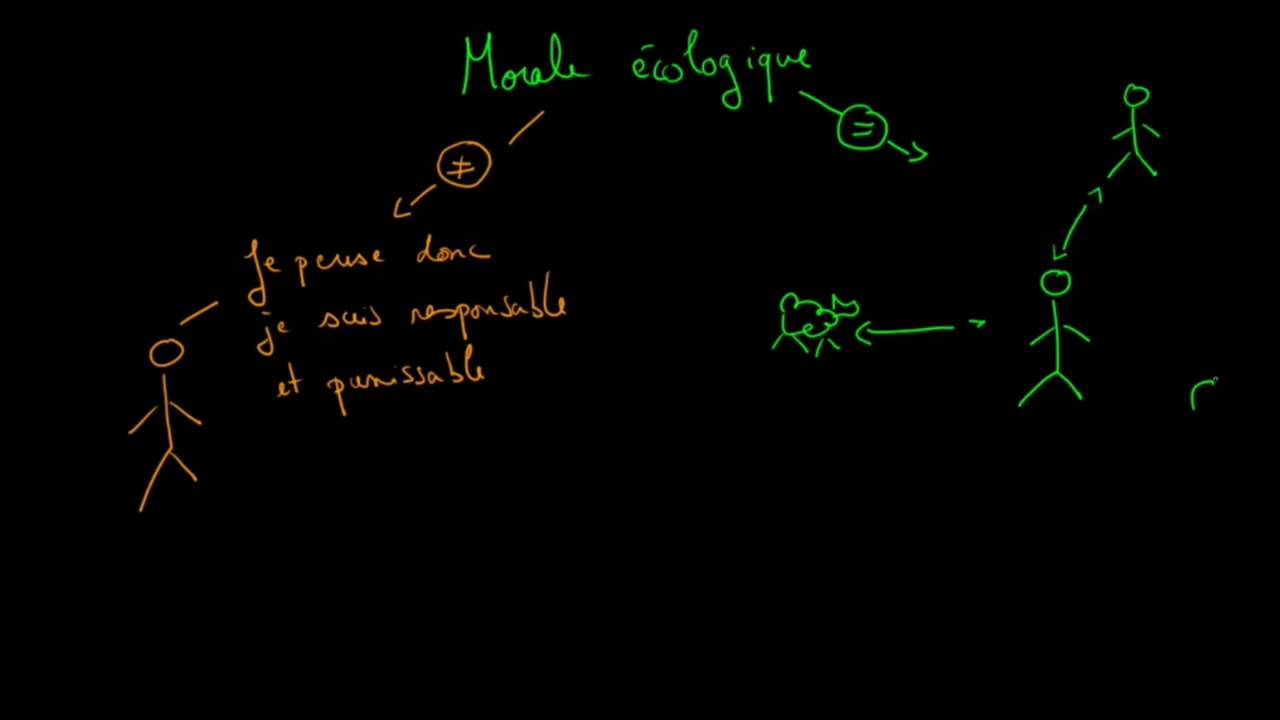 Morale écologique
≠
=
Je pense donc
je suis responsable
et punissable